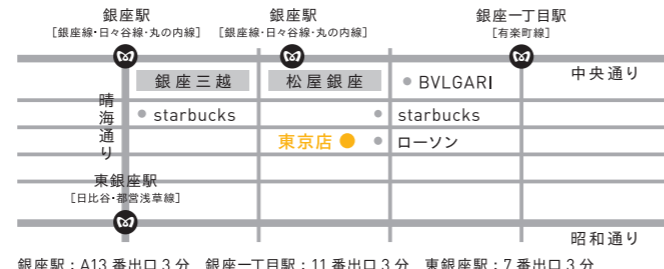 銀座駅
[銀座線・日々谷線・丸の内線]
銀座駅
[銀座線・日々谷線・丸の内線]
銀座一丁目駅
[有楽町線]
中央通り
銀座三越
松屋銀座
BVLGARI
晴海通り
starbucks
starbucks
東京店
ローソン
東銀座駅
[日比谷・都営浅草線]
昭和通り
銀座駅：A13 番出口 3 分 銀座一丁目駅：11 番出口 3 分 東銀座駅：7 番出口 3 分